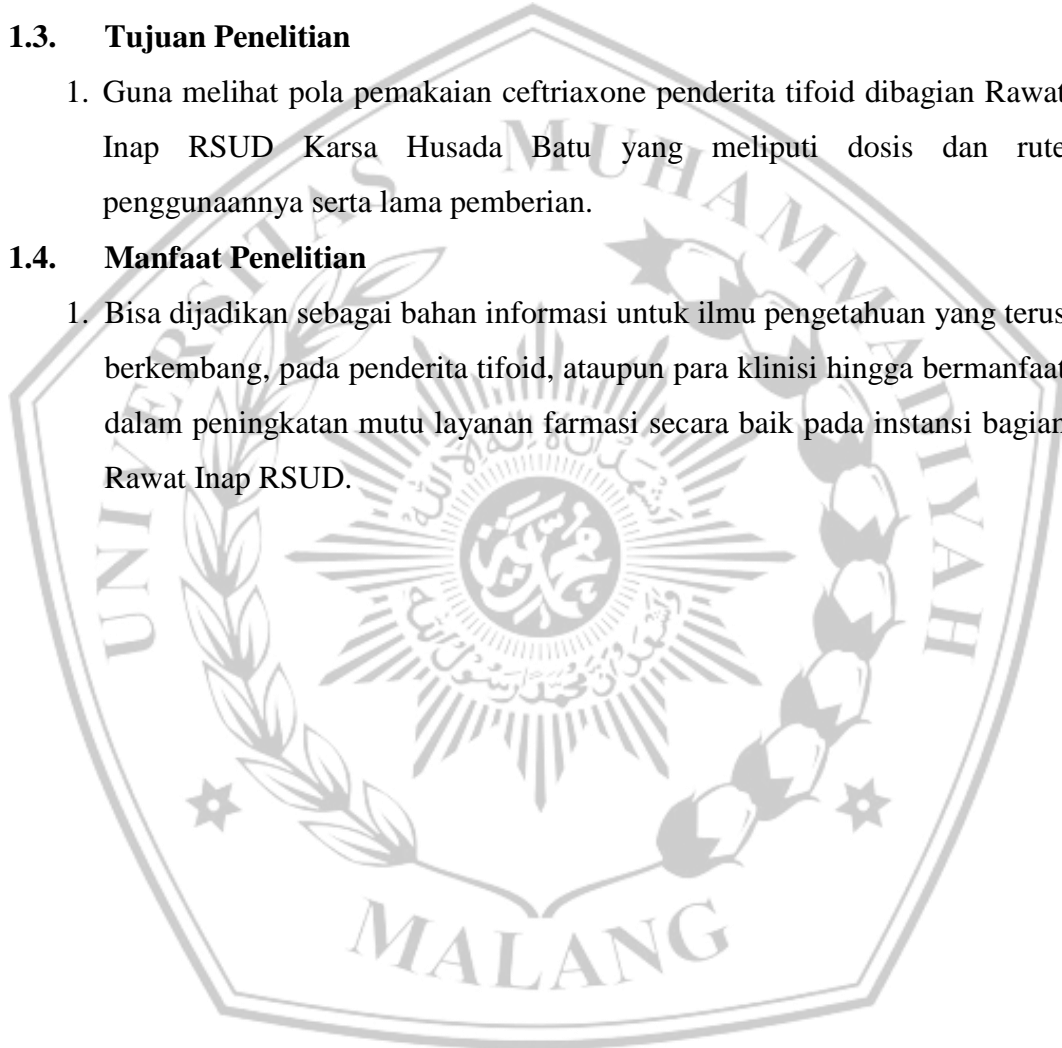 1.3. Tujuan Penelitian
1. Guna melihat pola pemakaian ceftriaxone penderita tifoid dibagian Rawat
Inap RSUD Karsa Husada Batu yang meliputi dosis dan rute
penggunaannya serta lama pemberian.
1.4. Manfaat Penelitian
1. Bisa dijadikan sebagai bahan informasi untuk ilmu pengetahuan yang terus
berkembang, pada penderita tifoid, ataupun para klinisi hingga bermanfaat
dalam peningkatan mutu layanan farmasi secara baik pada instansi bagian
Rawat Inap RSUD.
UNIVERSITAS MUHAMMADIYAH
MALANG